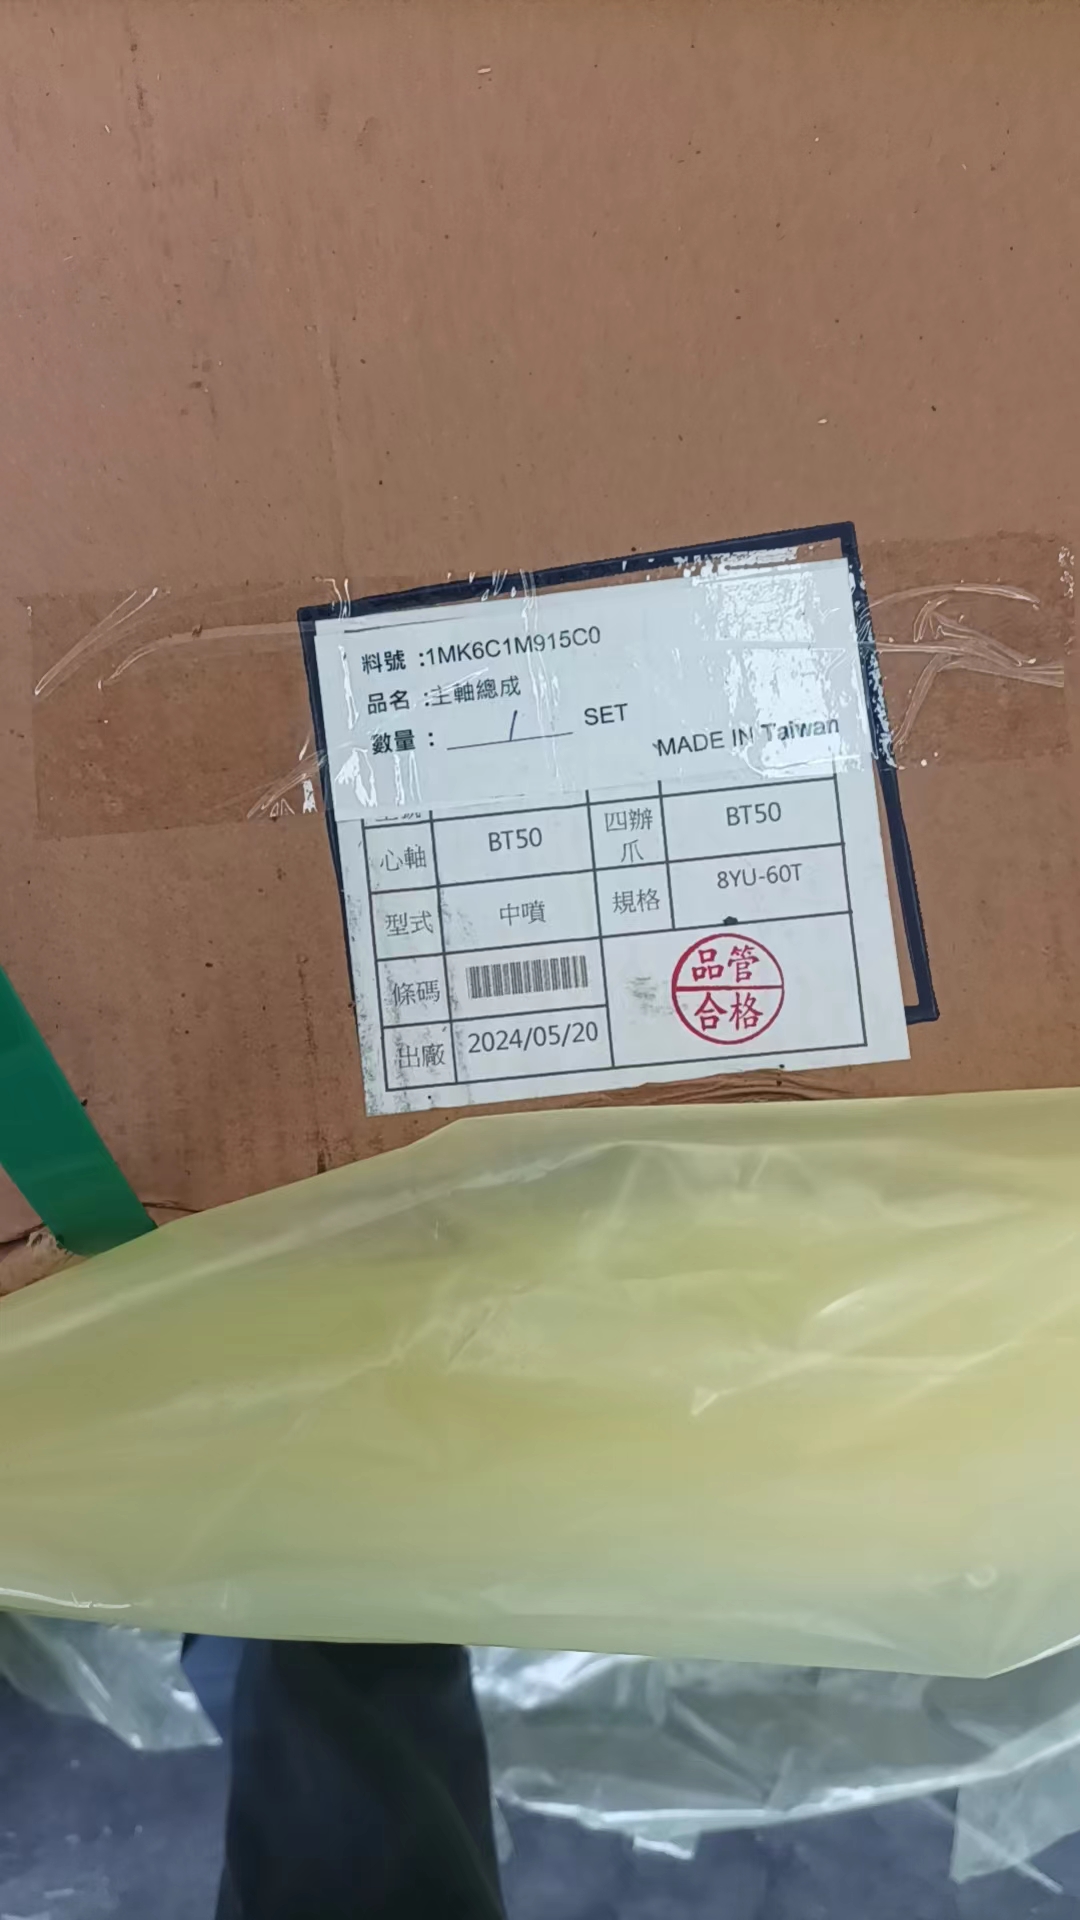 料號 :1MK6C1M915C0
品名 :主軸總成
數量 : 1 SET
MADE IN Taiwan
心軸 BT50 四辦爪 BT50
型式 中噴 規格 8YU-60T
條碼
出廠 2024/05/20
品管
合格